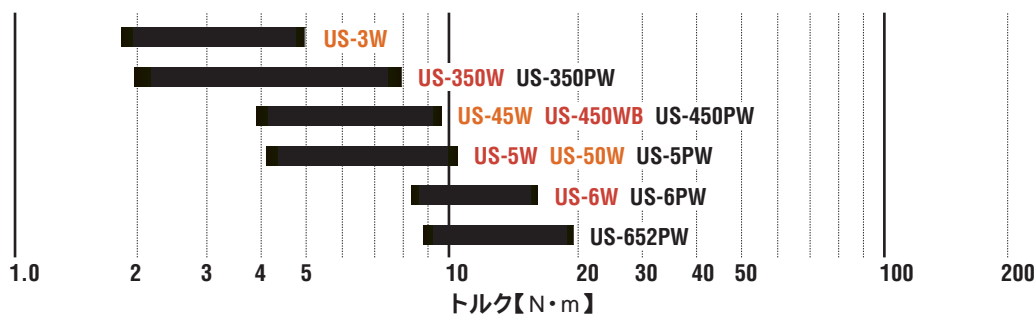 US-3W
US-350W US-350PW
US-45W US-450WB US-450PW
US-5W US-50W US-5PW
US-6W US-6PW
US-652PW
1.0 2 3 4 5 10 20 30 40 50 100 200
トルク【N・m】